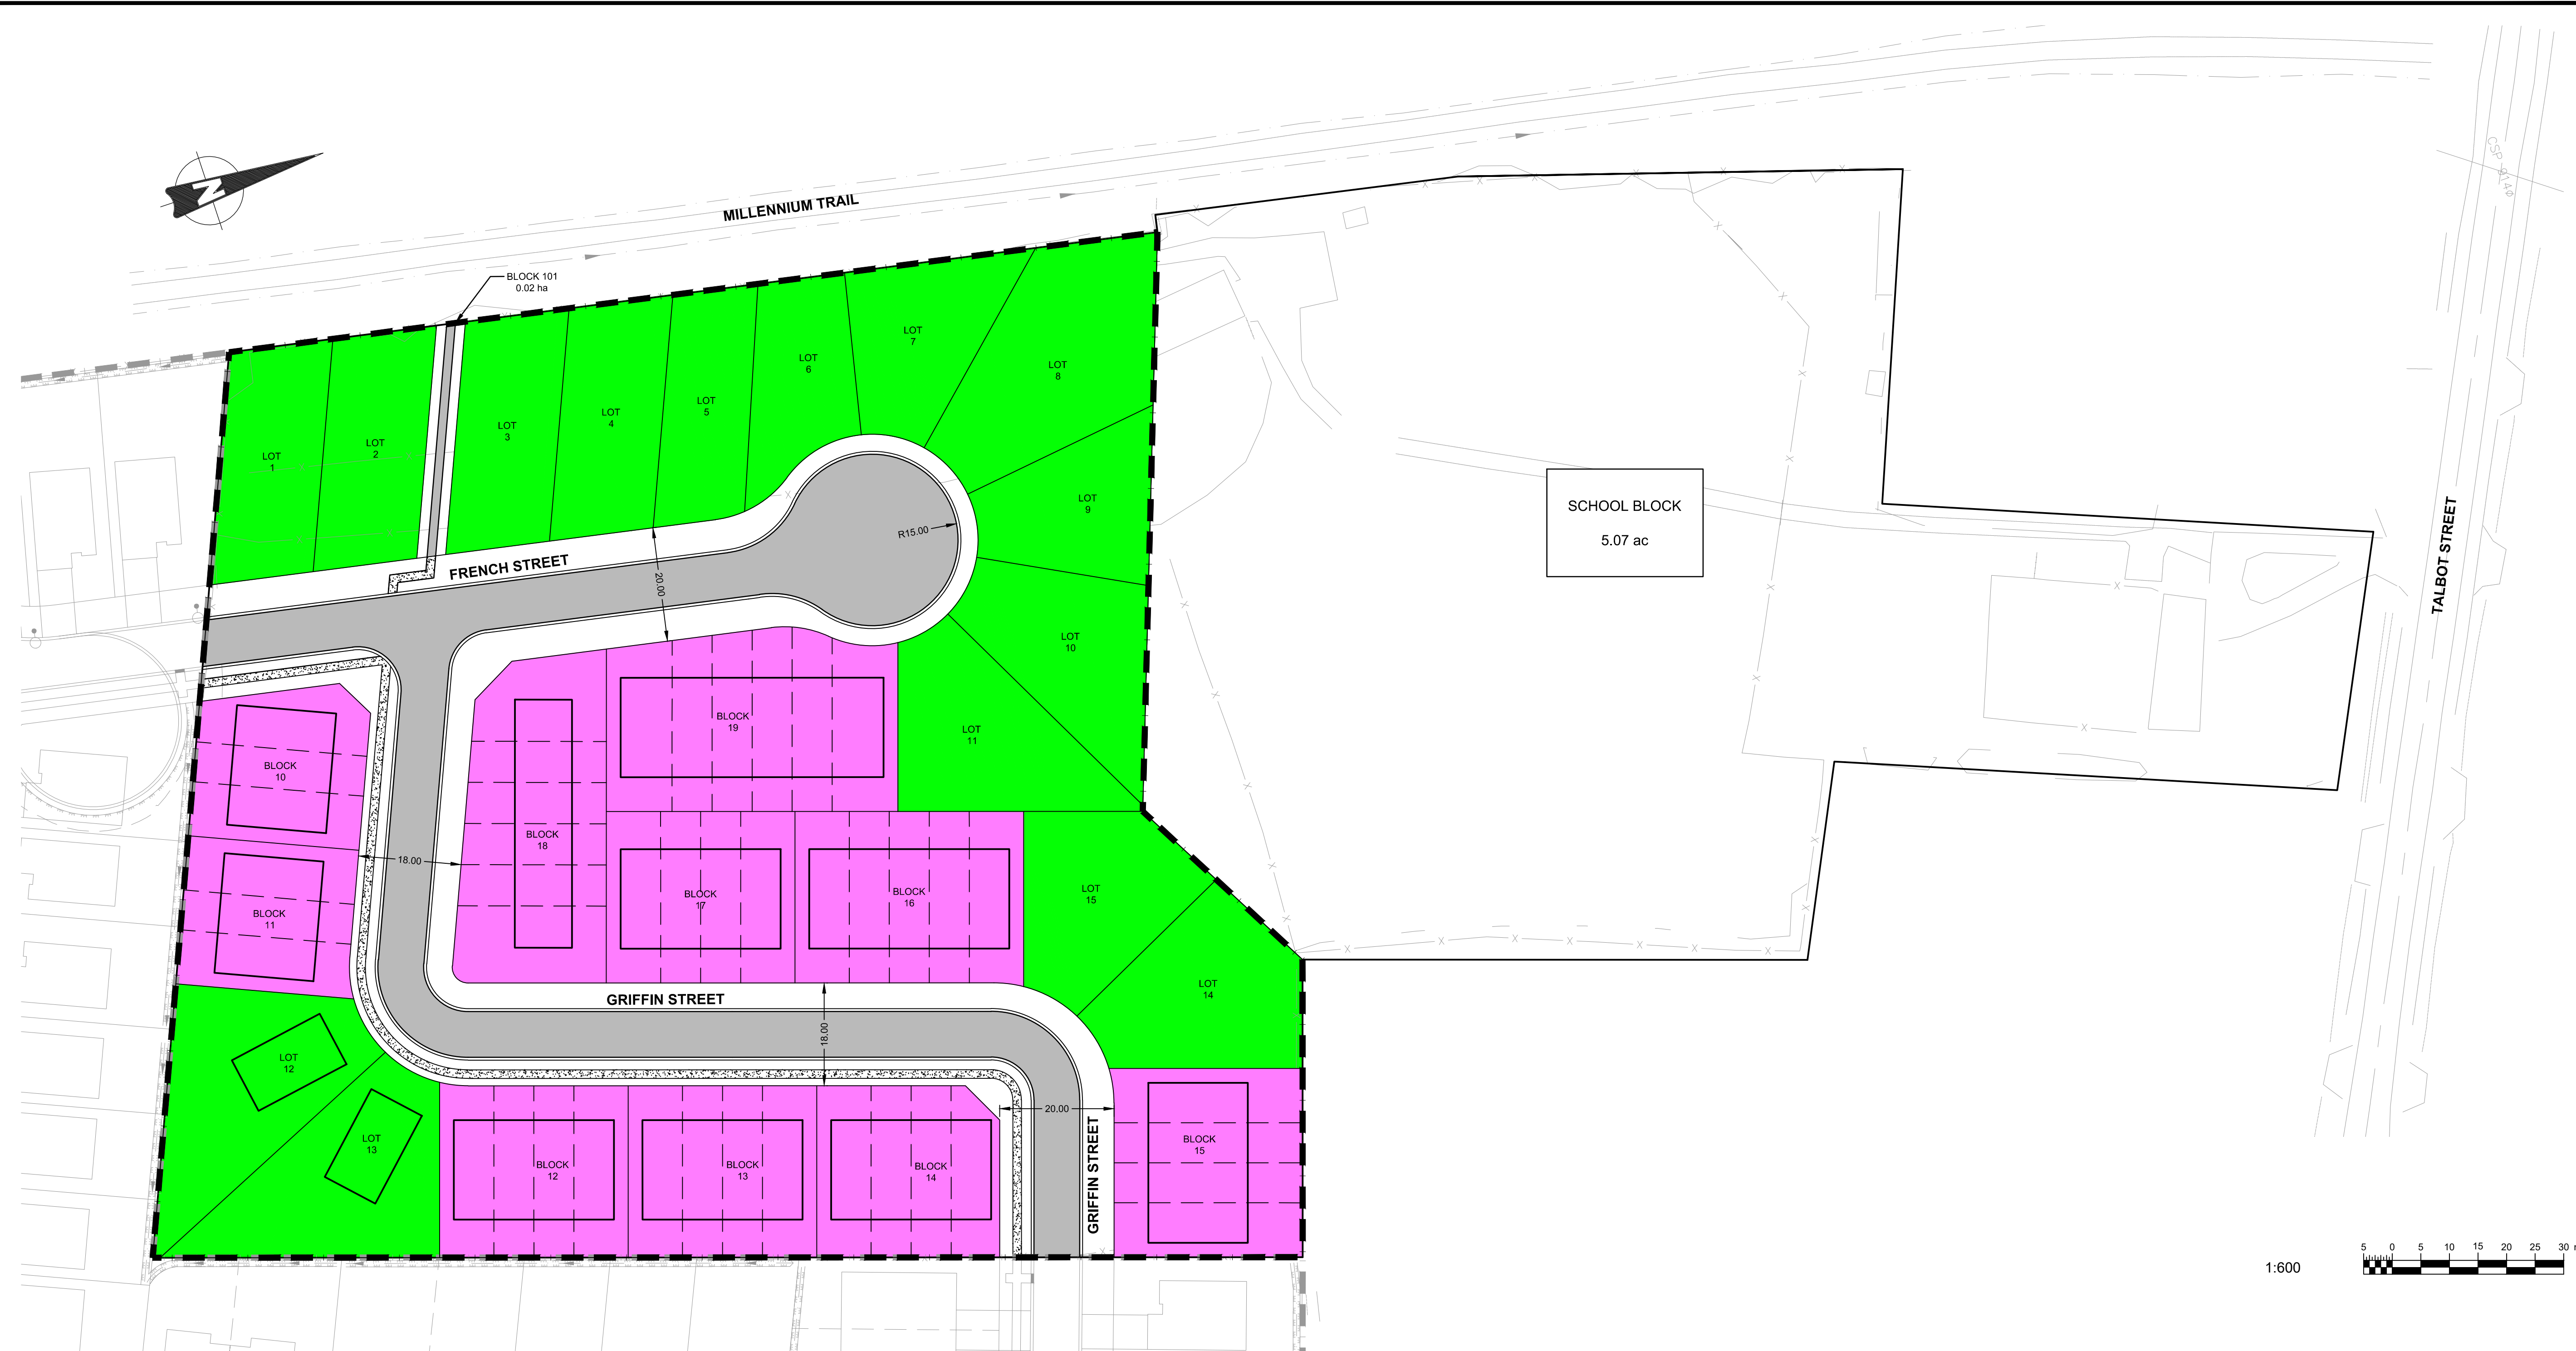 CSP 914Φ
N
MILLENNIUM TRAIL
BLOCK 101
0.02 ha
LOT
1
LOT
2
LOT
3
LOT
4
LOT
5
LOT
6
LOT
7
LOT
8
LOT
9
LOT
10
LOT
11
R15.00
FRENCH STREET
20.00
SCHOOL BLOCK
5.07 ac
TALBOT STREET
BLOCK
10
BLOCK
11
18.00
BLOCK
18
BLOCK
19
BLOCK
17
BLOCK
16
LOT
15
LOT
14
GRIFFIN STREET
18.00
LOT
12
LOT
13
BLOCK
12
BLOCK
13
BLOCK
14
20.00
GRIFFIN STREET
BLOCK
15
1:600
5 0 5 10 15 20 25 30